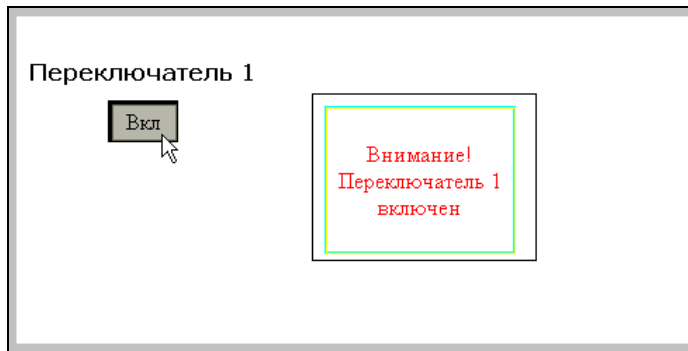 Переключатель 1
Вкл
Внимание!
Переключатель 1
включен